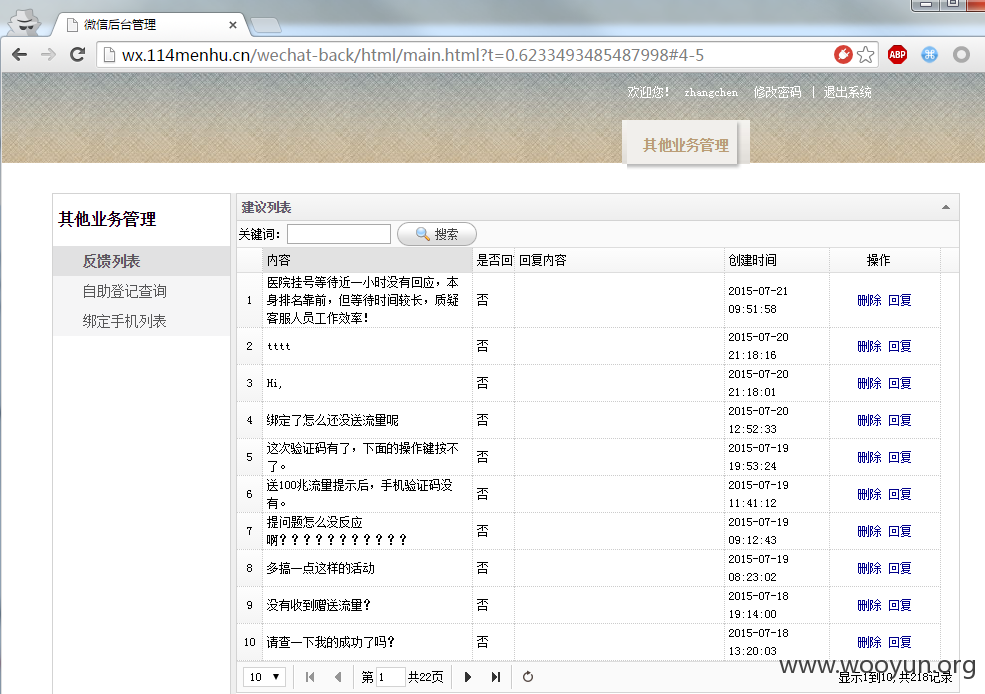 微信后台管理
wx.114menhu.cn/wechat-back/html/main.html?t=0.6233493485487998#4-5
ABP
欢迎您! zhangchen 修改密码 | 退出系统
其他业务管理
其他业务管理
反馈列表
自助登记查询
绑定手机列表
建议列表
关键词: 搜索
内容 是否回 回复内容 创建时间 操作
1 医院挂号等待近一小时没有回应，本
身排名靠前，但等待时间较长，质疑
客服人员工作效率！ 否 2015-07-21
09:51:58 删除 回复
2 tttt 否 2015-07-20
21:18:16 删除 回复
3 Hi, 否 2015-07-20
21:18:01 删除 回复
4 绑定了怎么还没送流量呢 否 2015-07-20
12:52:33 删除 回复
5 这次验证码有了，下面的操作键按不
了。 否 2015-07-19
19:53:24 删除 回复
6 送100兆流量提示后，手机验证码没
有。 否 2015-07-19
11:41:12 删除 回复
7 提问题怎么没反应
啊？？？？？？？？？？？ 否 2015-07-19
09:12:43 删除 回复
8 多搞一点这样的活动 否 2015-07-19
08:23:02 删除 回复
9 没有收到赠送流量? 否 2015-07-18
19:14:00 删除 回复
10 请查一下我的成功了吗? 否 2015-07-18
13:20:03 删除 回复
10 第 1 共22页 显示1到10,共218记录
www.wooyun.org